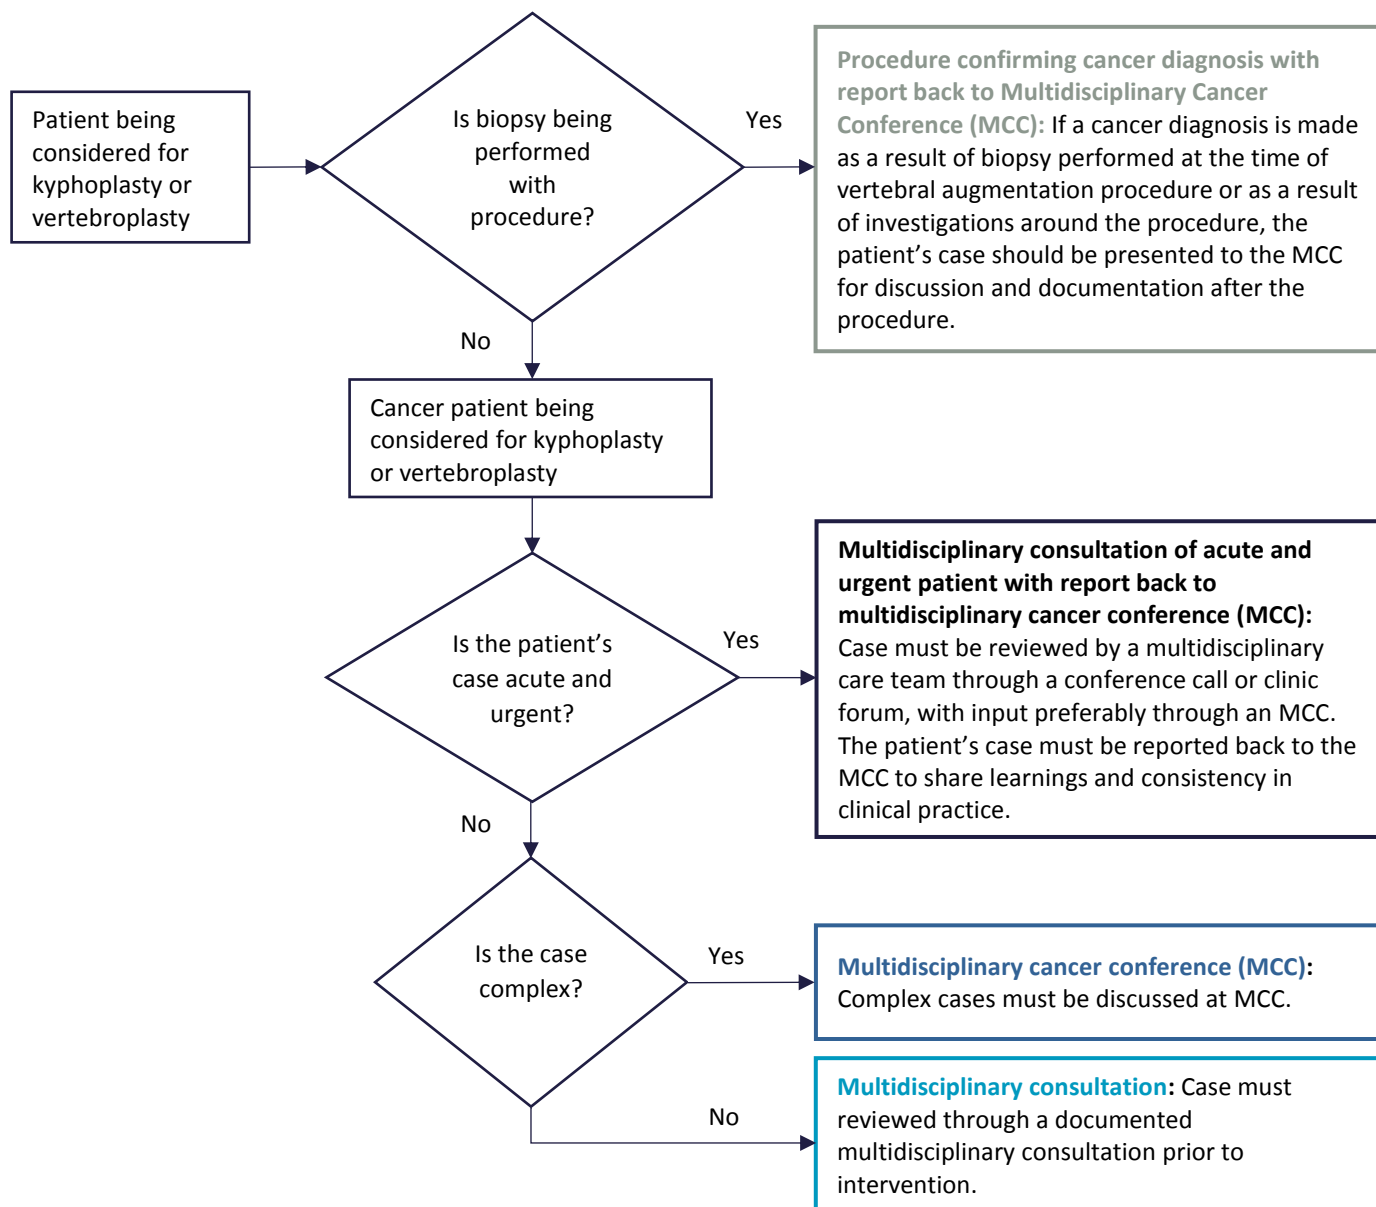 Patient being
considered for
kyphoplasty or
vertebroplasty
Is biopsy being
performed
with
procedure?
Yes
Procedure confirming cancer diagnosis with
report back to Multidisciplinary Cancer
Conference (MCC): If a cancer diagnosis is made
as a result of biopsy performed at the time of
vertebral augmentation procedure or as a result
of investigations around the procedure, the
patient’s case should be presented to the MCC
for discussion and documentation after the
procedure.
No
Cancer patient being
considered for kyphoplasty
or vertebroplasty
Is the patient’s
case acute and
urgent?
Yes
Multidisciplinary consultation of acute and
urgent patient with report back to
multidisciplinary cancer conference (MCC):
Case must be reviewed by a multidisciplinary
care team through a conference call or clinic
forum, with input preferably through an MCC.
The patient’s case must be reported back to the
MCC to share learnings and consistency in
clinical practice.
No
Is the case
complex?
Yes
Multidisciplinary cancer conference (MCC):
Complex cases must be discussed at MCC.
No
Multidisciplinary consultation: Case must
reviewed through a documented
multidisciplinary consultation prior to
intervention.